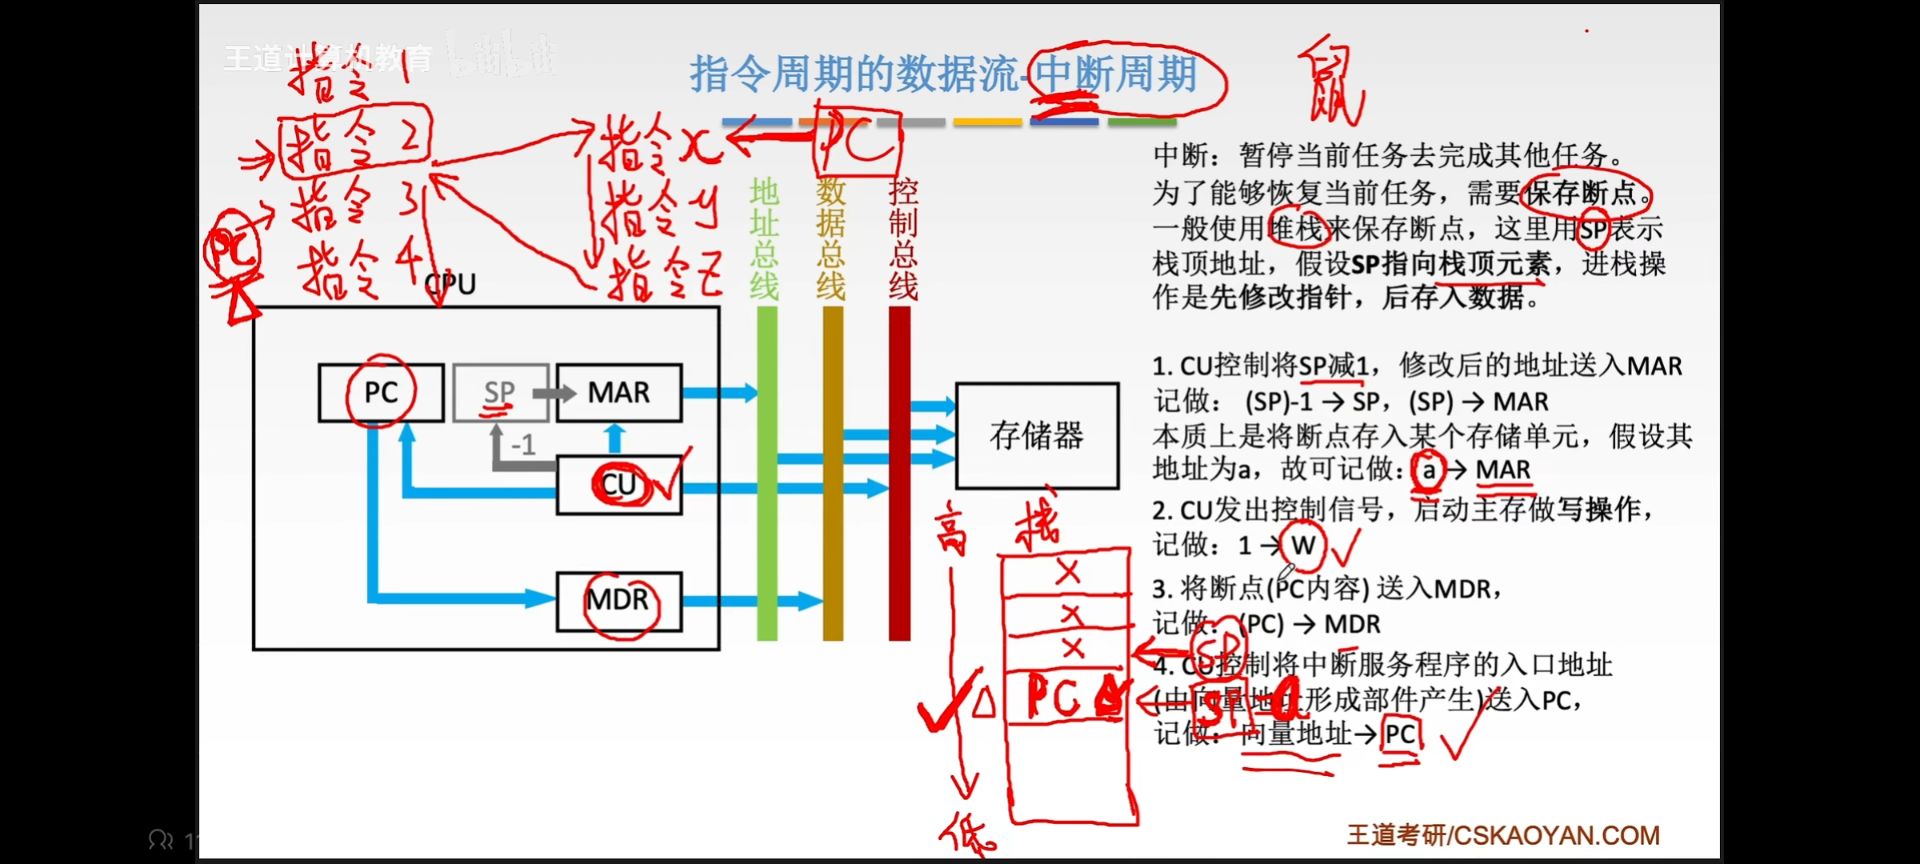 王道计算机教育 bilibili
指令周期的数据流-中断周期
指令1
指令2
指令3
指令4
PC
指令x
指令y
指令z
PC
中断：暂停当前任务去完成其他任务。
为了能够恢复当前任务，需要保存断点。
一般使用堆栈来保存断点，这里用SP表示
栈顶地址，假设SP指向栈顶元素，进栈操
作是先修改指针，后存入数据。
地址总线
数据总线
控制总线
CPU
PC
SP
MAR
-1
CU
MDR
存储器
1. CU控制将SP减1，修改后的地址送入MAR
记做： (SP)-1 → SP，(SP) → MAR
本质上是将断点存入某个存储单元，假设其
地址为a，故可记做：a → MAR
2. CU发出控制信号，启动主存做写操作，
记做：1 → W
3. 将断点(PC内容) 送入MDR，
记做：(PC) → MDR
4. CU控制将中断服务程序的入口地址
(由向量地址形成部件产生)送入PC，
记做：向量地址→ PC
高
栈
SP
PC
SP
a
低
王道考研/CSKAOYAN.COM